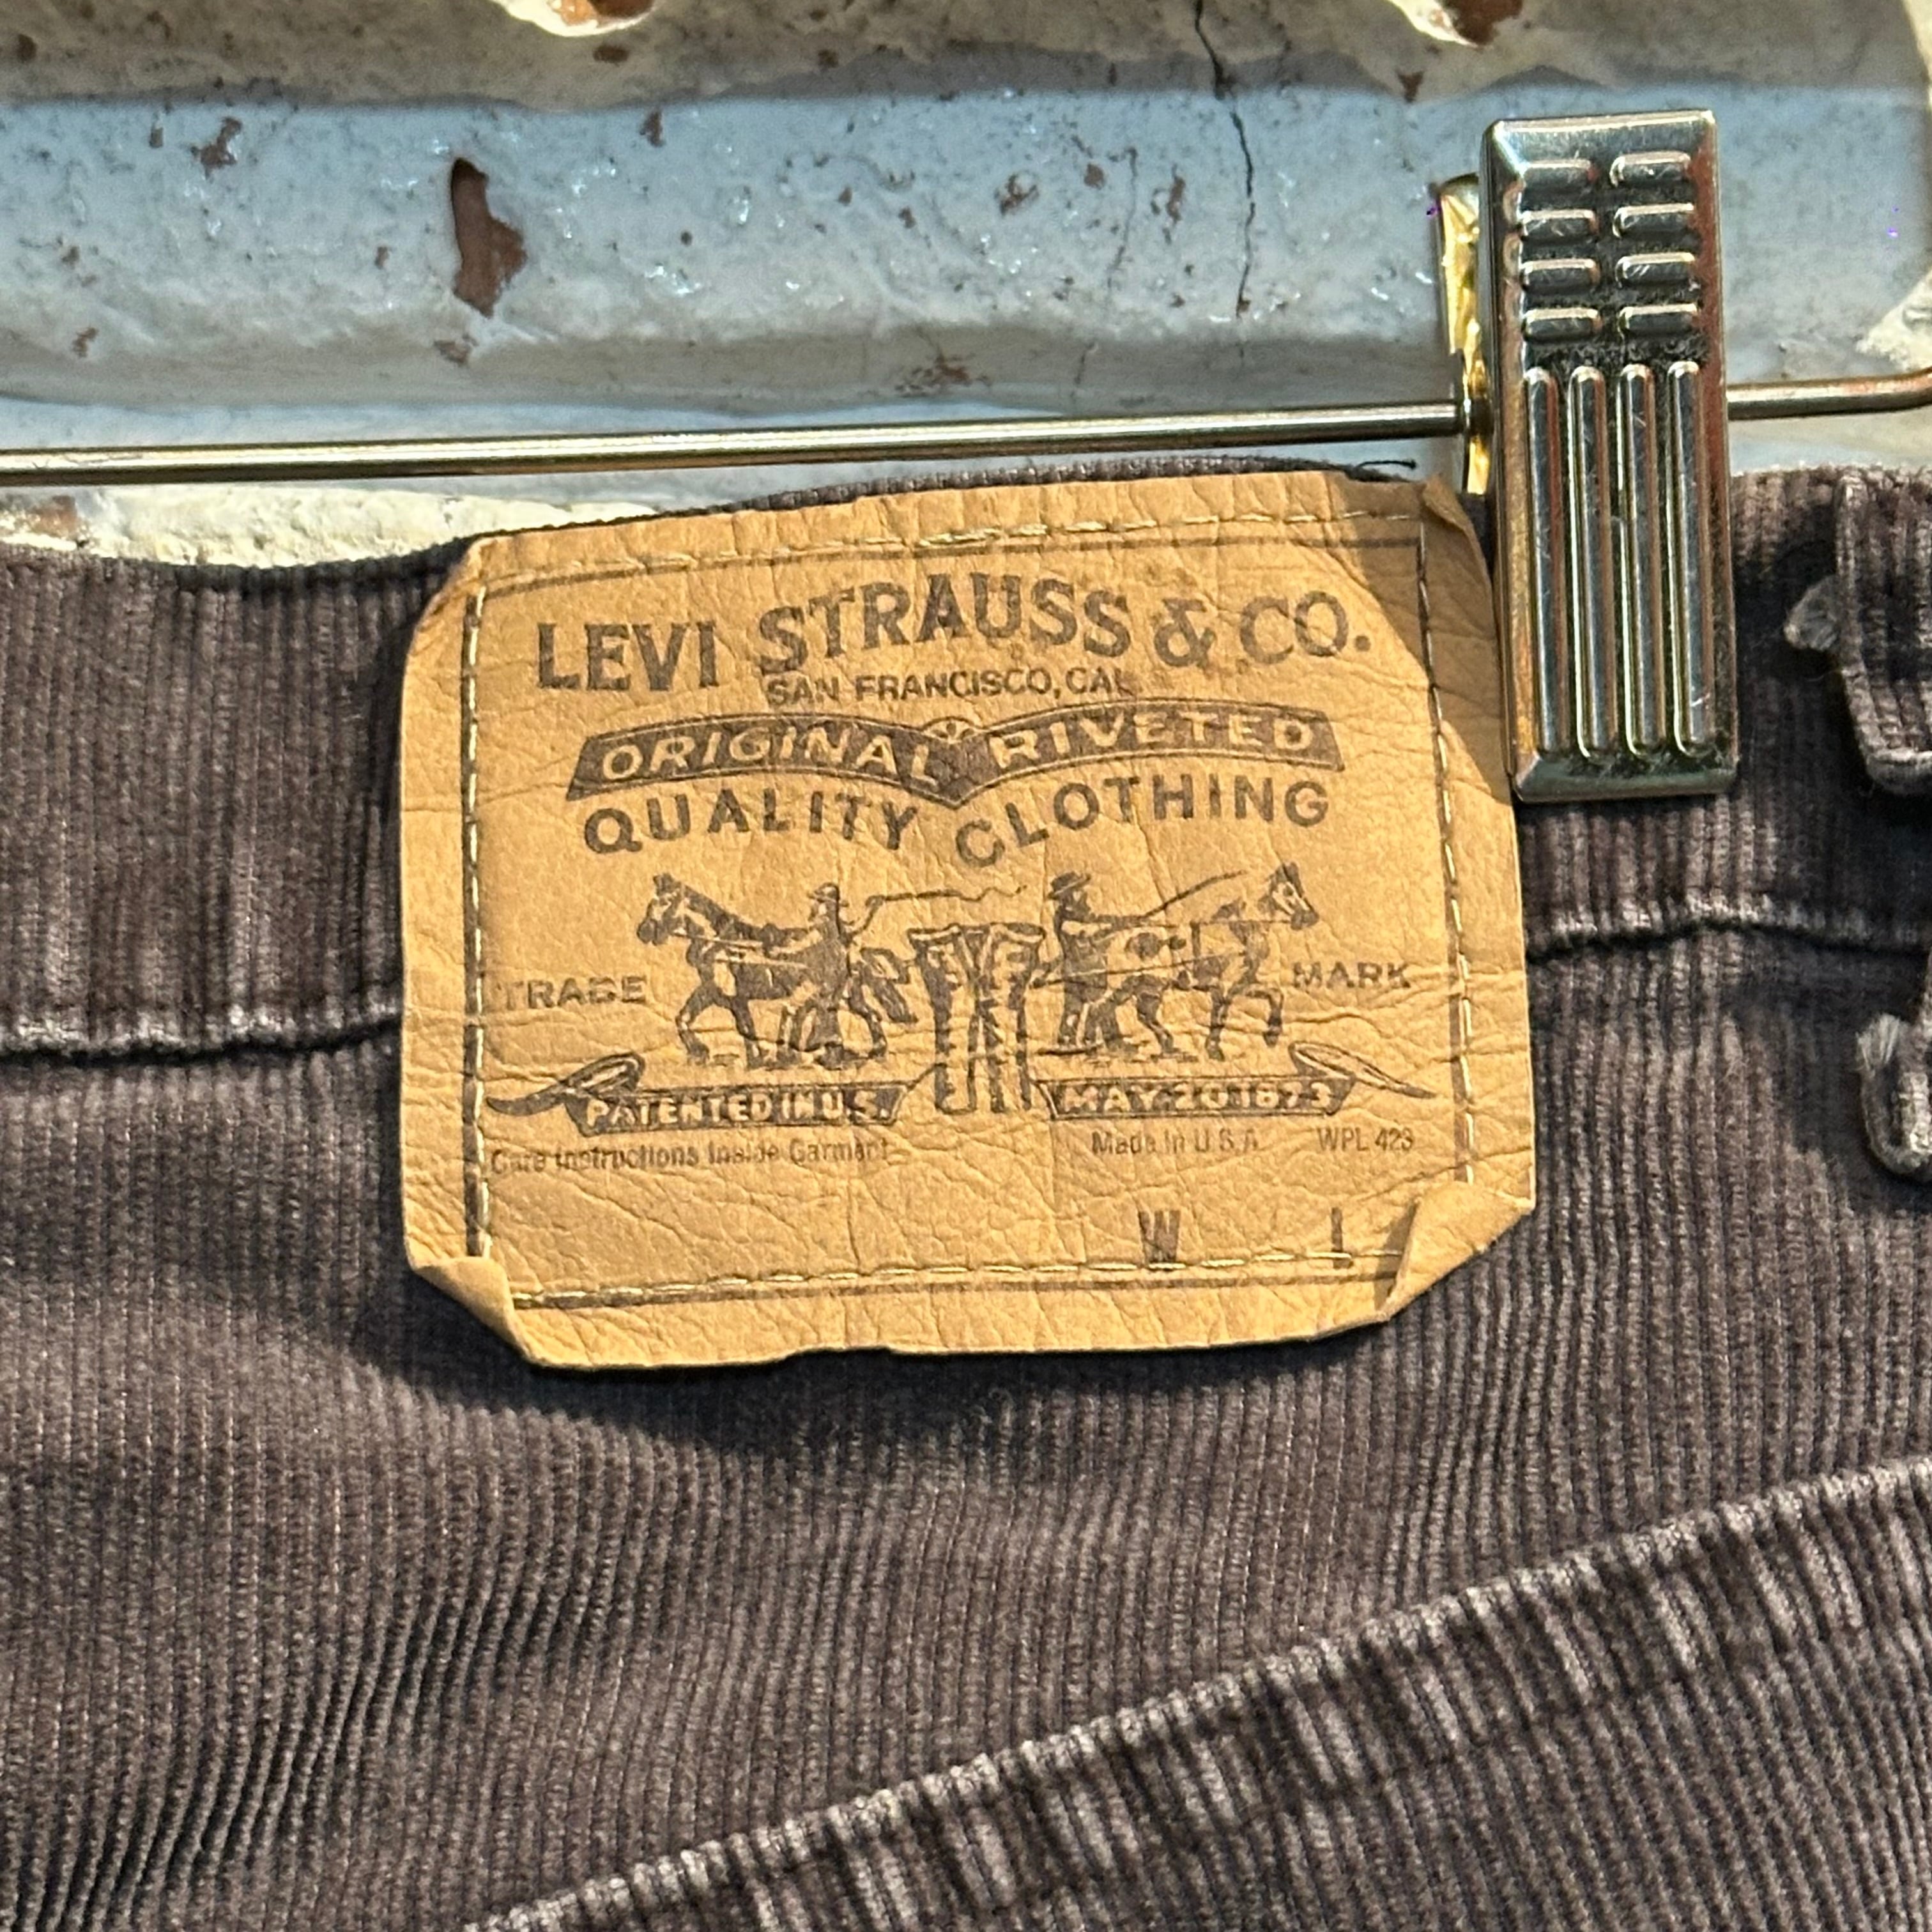 LEVI STRAUSS & CO.
SAN FRANCISCO, CAL
ORIGINAL RIVETED
QUALITY CLOTHING
TRADE MARK
PATENTED IN U.S. MAY 20 1873
Care Instructions Inside Garment Made in U.S.A. WPL 423
W L